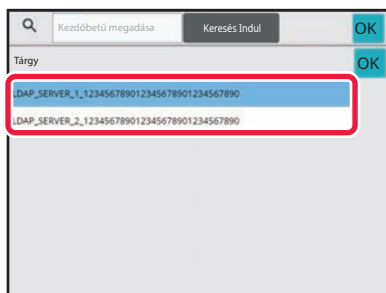 Kezdőbetű megadása Keresés Indul OK
Tárgy OK
LDAP_SERVER_1_123456789012345678901234567890
LDAP_SERVER_2_123456789012345678901234567890